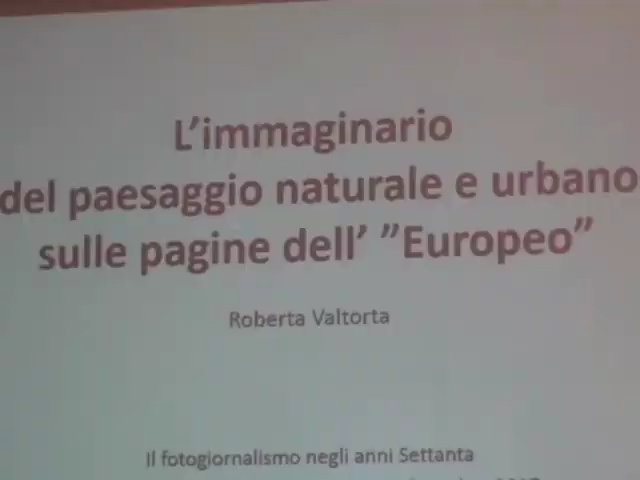 L'immaginario
del paesaggio naturale e urbano
sulle pagine dell' "Europeo"
Roberta Valtorta
Il fotogiornalismo negli anni Settanta